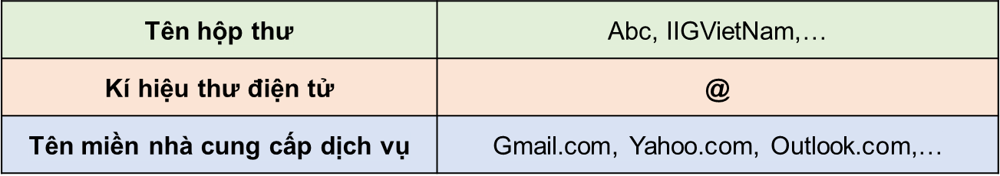 Tên hộp thư Abc, IIGVietNam,…
Kí hiệu thư điện tử @
Tên miền nhà cung cấp dịch vụ Gmail.com, Yahoo.com, Outlook.com,…